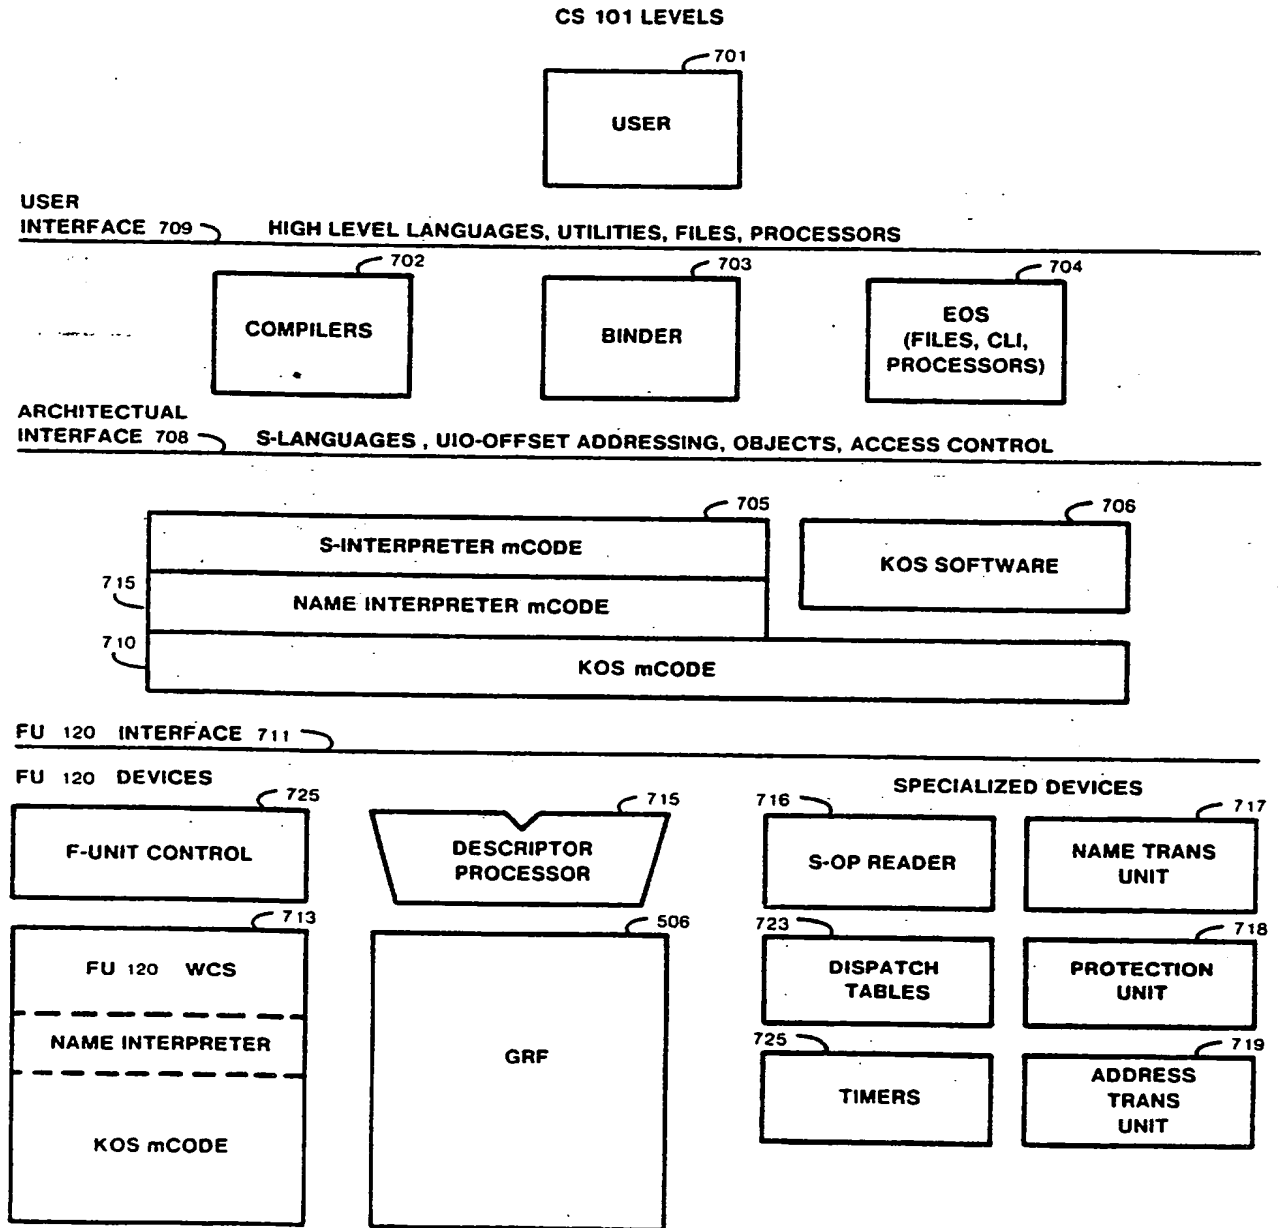 CS 101 LEVELS
701
USER
USER
INTERFACE 709
HIGH LEVEL LANGUAGES, UTILITIES, FILES, PROCESSORS
702
703
704
COMPILERS
BINDER
EOS
(FILES, CLI,
PROCESSORS)
ARCHITECTUAL
INTERFACE 708
S-LANGUAGES , UIO-OFFSET ADDRESSING, OBJECTS, ACCESS CONTROL
705
706
S-INTERPRETER mCODE
KOS SOFTWARE
715
NAME INTERPRETER mCODE
710
KOS mCODE
FU 120 INTERFACE 711
FU 120 DEVICES
SPECIALIZED DEVICES
725
715
716
717
F-UNIT CONTROL
DESCRIPTOR
PROCESSOR
S-OP READER
NAME TRANS
UNIT
713
506
723
718
FU 120 WCS
DISPATCH
TABLES
PROTECTION
UNIT
NAME INTERPRETER
GRF
725
719
KOS mCODE
TIMERS
ADDRESS
TRANS
UNIT